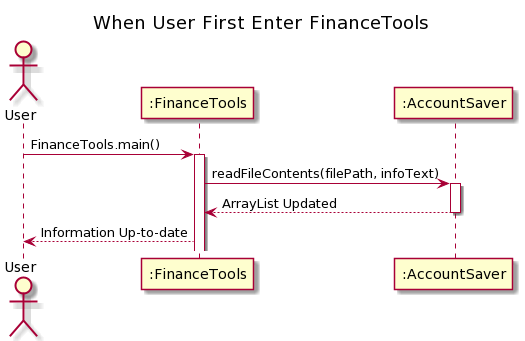 When User First Enter FinanceTools
User
:FinanceTools
:AccountSaver
FinanceTools.main()
readFileContents(filePath, infoText)
ArrayList Updated
Information Up-to-date
User
:FinanceTools
:AccountSaver